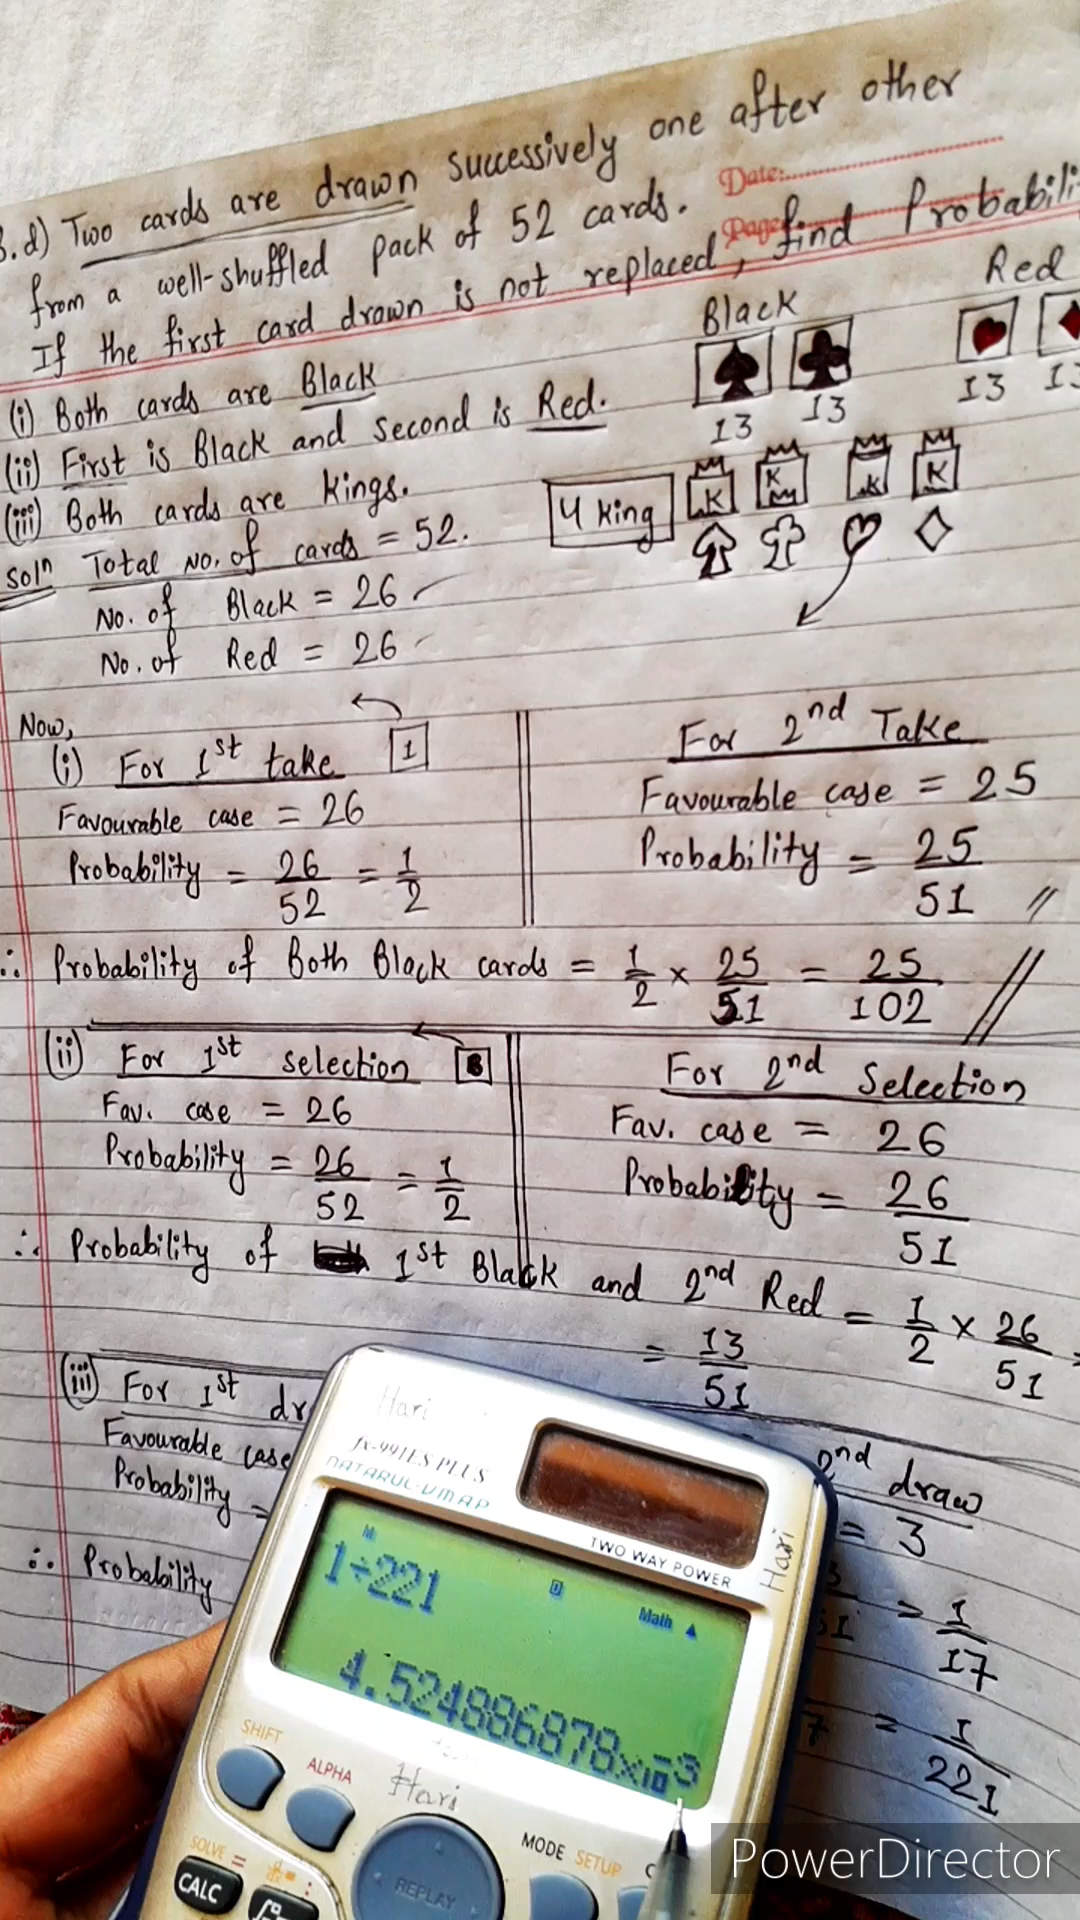 3.d) Two cards are drawn successively one after other
Date:
Page
from a well-shuffled pack of 52 cards.
If the first card drawn is not replaced, find Probabili
Black Red
13 13 13 13
(i) Both cards are Black
(ii) First is Black and second is Red.
(iii) Both cards are Kings.
4 King K K K K
Soln Total No. of cards = 52.
No. of Black = 26
No. of Red = 26
Now,
(i) For 1st take 1
Favourable case = 26
Probability = 26/52 = 1/2
For 2nd Take
Favourable case = 25
Probability = 25/51 //
∴ Probability of Both Black cards = 1/2 × 25/51 = 25/102 //
(ii) For 1st selection B
Fav. case = 26
Probability = 26/52 = 1/2
For 2nd Selection
Fav. case = 26
Probability = 26/51
∴ Probability of 1st Black and 2nd Red = 1/2 × 26/51 =
= 13/51
(iii) For 1st dr
Favourable case
Probability =
∴ Probability
2nd draw
= 3
3/51 = 1/17
7 = 1/221
Hari
fx-991ES PLUS
NATURAL-V.P.A.M.
TWO WAY POWER
Hari
M D Math ▲
1÷221
4.524886878×10⁻³
Hari
SHIFT ALPHA MODE SETUP
SOLVE =
CALC
REPLAY
PowerDirector